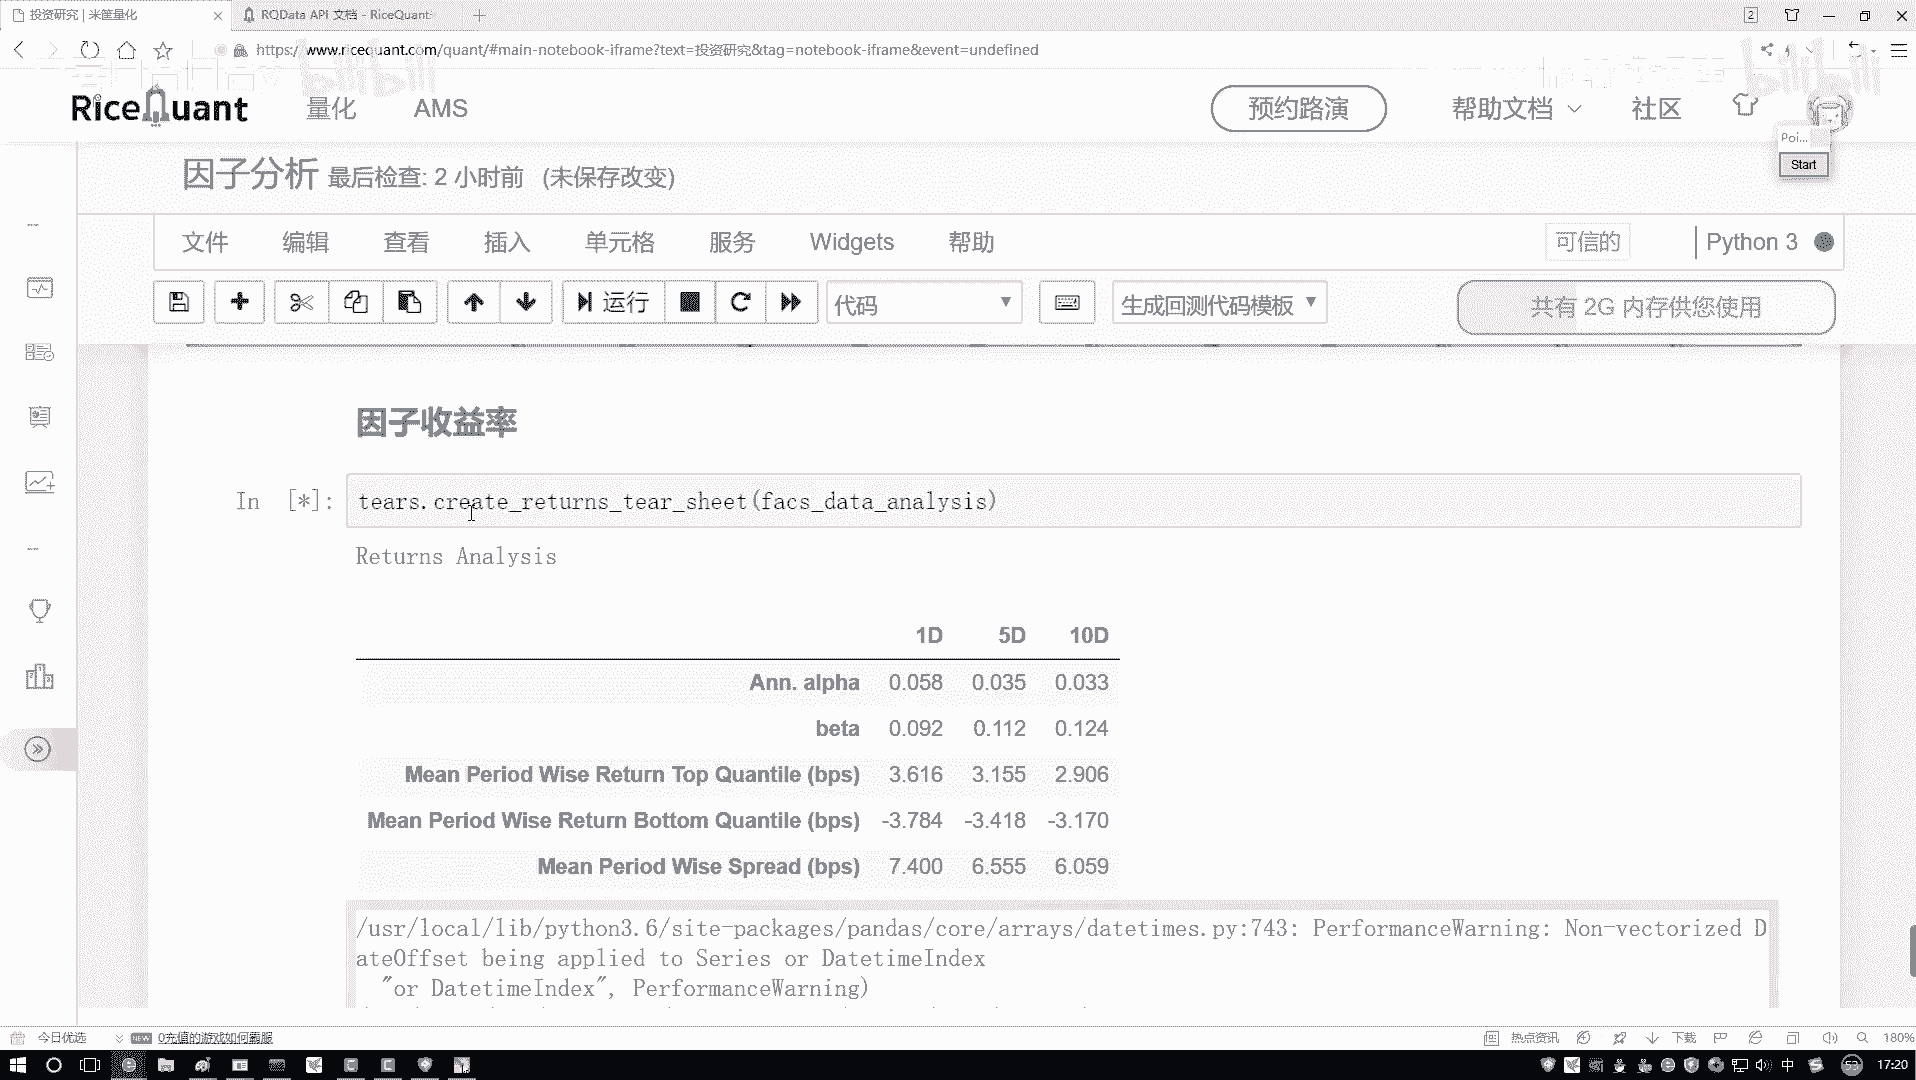 投资研究 | 米筐量化
RQData API 文档 - RiceQuant
2
https://www.ricequant.com/quant/#main-notebook-iframe?text=投资研究&tag=notebook-iframe&event=undefined
bilibili
bilibili
RiceQuant
量化
AMS
预约路演
帮助文档
社区
Poi...
Start
因子分析 最后检查: 2 小时前 (未保存改变)
文件 编辑 查看 插入 单元格 服务 Widgets 帮助
可信的
Python 3
运行
代码
生成回测代码模板
共有 2G 内存供您使用
因子收益率
In [*]:
tears.create_returns_tear_sheet(facs_data_analysis)
Returns Analysis
1D 5D 10D
Ann. alpha 0.058 0.035 0.033
beta 0.092 0.112 0.124
Mean Period Wise Return Top Quantile (bps) 3.616 3.155 2.906
Mean Period Wise Return Bottom Quantile (bps) -3.784 -3.418 -3.170
Mean Period Wise Spread (bps) 7.400 6.555 6.059
/usr/local/lib/python3.6/site-packages/pandas/core/arrays/datetimes.py:743: PerformanceWarning: Non-vectorized D
ateOffset being applied to Series or DatetimeIndex
"or DatetimeIndex", PerformanceWarning)
今日优选
NEW
0充值的游戏如何霸服
热点资讯
下载
180%
中
53
17:20